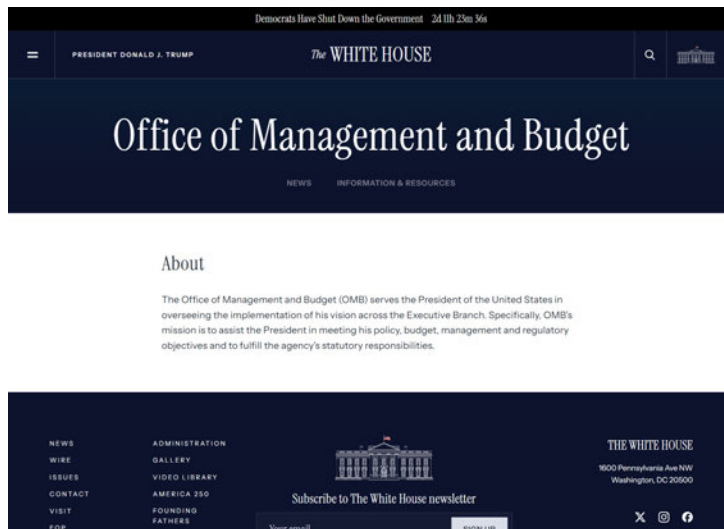 Democrats Have Shut Down the Government 2d 11h 23m 36s
PRESIDENT DONALD J. TRUMP
The WHITE HOUSE
Office of Management and Budget
NEWS INFORMATION & RESOURCES
About
The Office of Management and Budget (OMB) serves the President of the United States in
overseeing the implementation of his vision across the Executive Branch. Specifically, OMB's
mission is to assist the President in meeting his policy, budget, management and regulatory
objectives and to fulfill the agency's statutory responsibilities.
NEWS
WIRE
ISSUES
CONTACT
VISIT
EOP
ADMINISTRATION
GALLERY
VIDEO LIBRARY
AMERICA 250
FOUNDING
FATHERS
Subscribe to The White House newsletter
Your email
SIGN UP
THE WHITE HOUSE
1600 Pennsylvania Ave NW
Washington, DC 20500